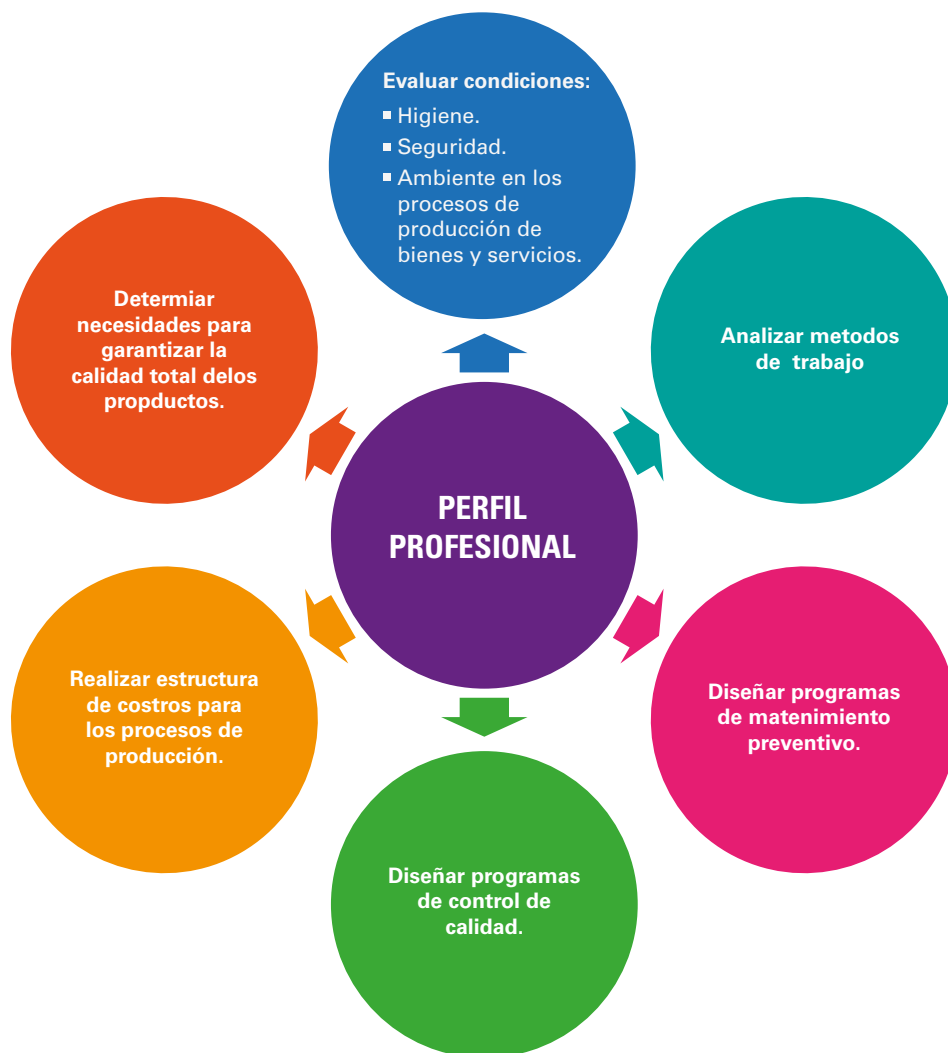 Evaluar condiciones:
▪ Higiene.
▪ Seguridad.
▪ Ambiente en los
procesos de
producción de
bienes y servicios.
Determiar
necesidades para
garantizar la
calidad total delos
propductos.
Analizar metodos
de trabajo
PERFIL
PROFESIONAL
Realizar estructura
de costros para
los procesos de
producción.
Diseñar programas
de matenimiento
preventivo.
Diseñar programas
de control de
calidad.